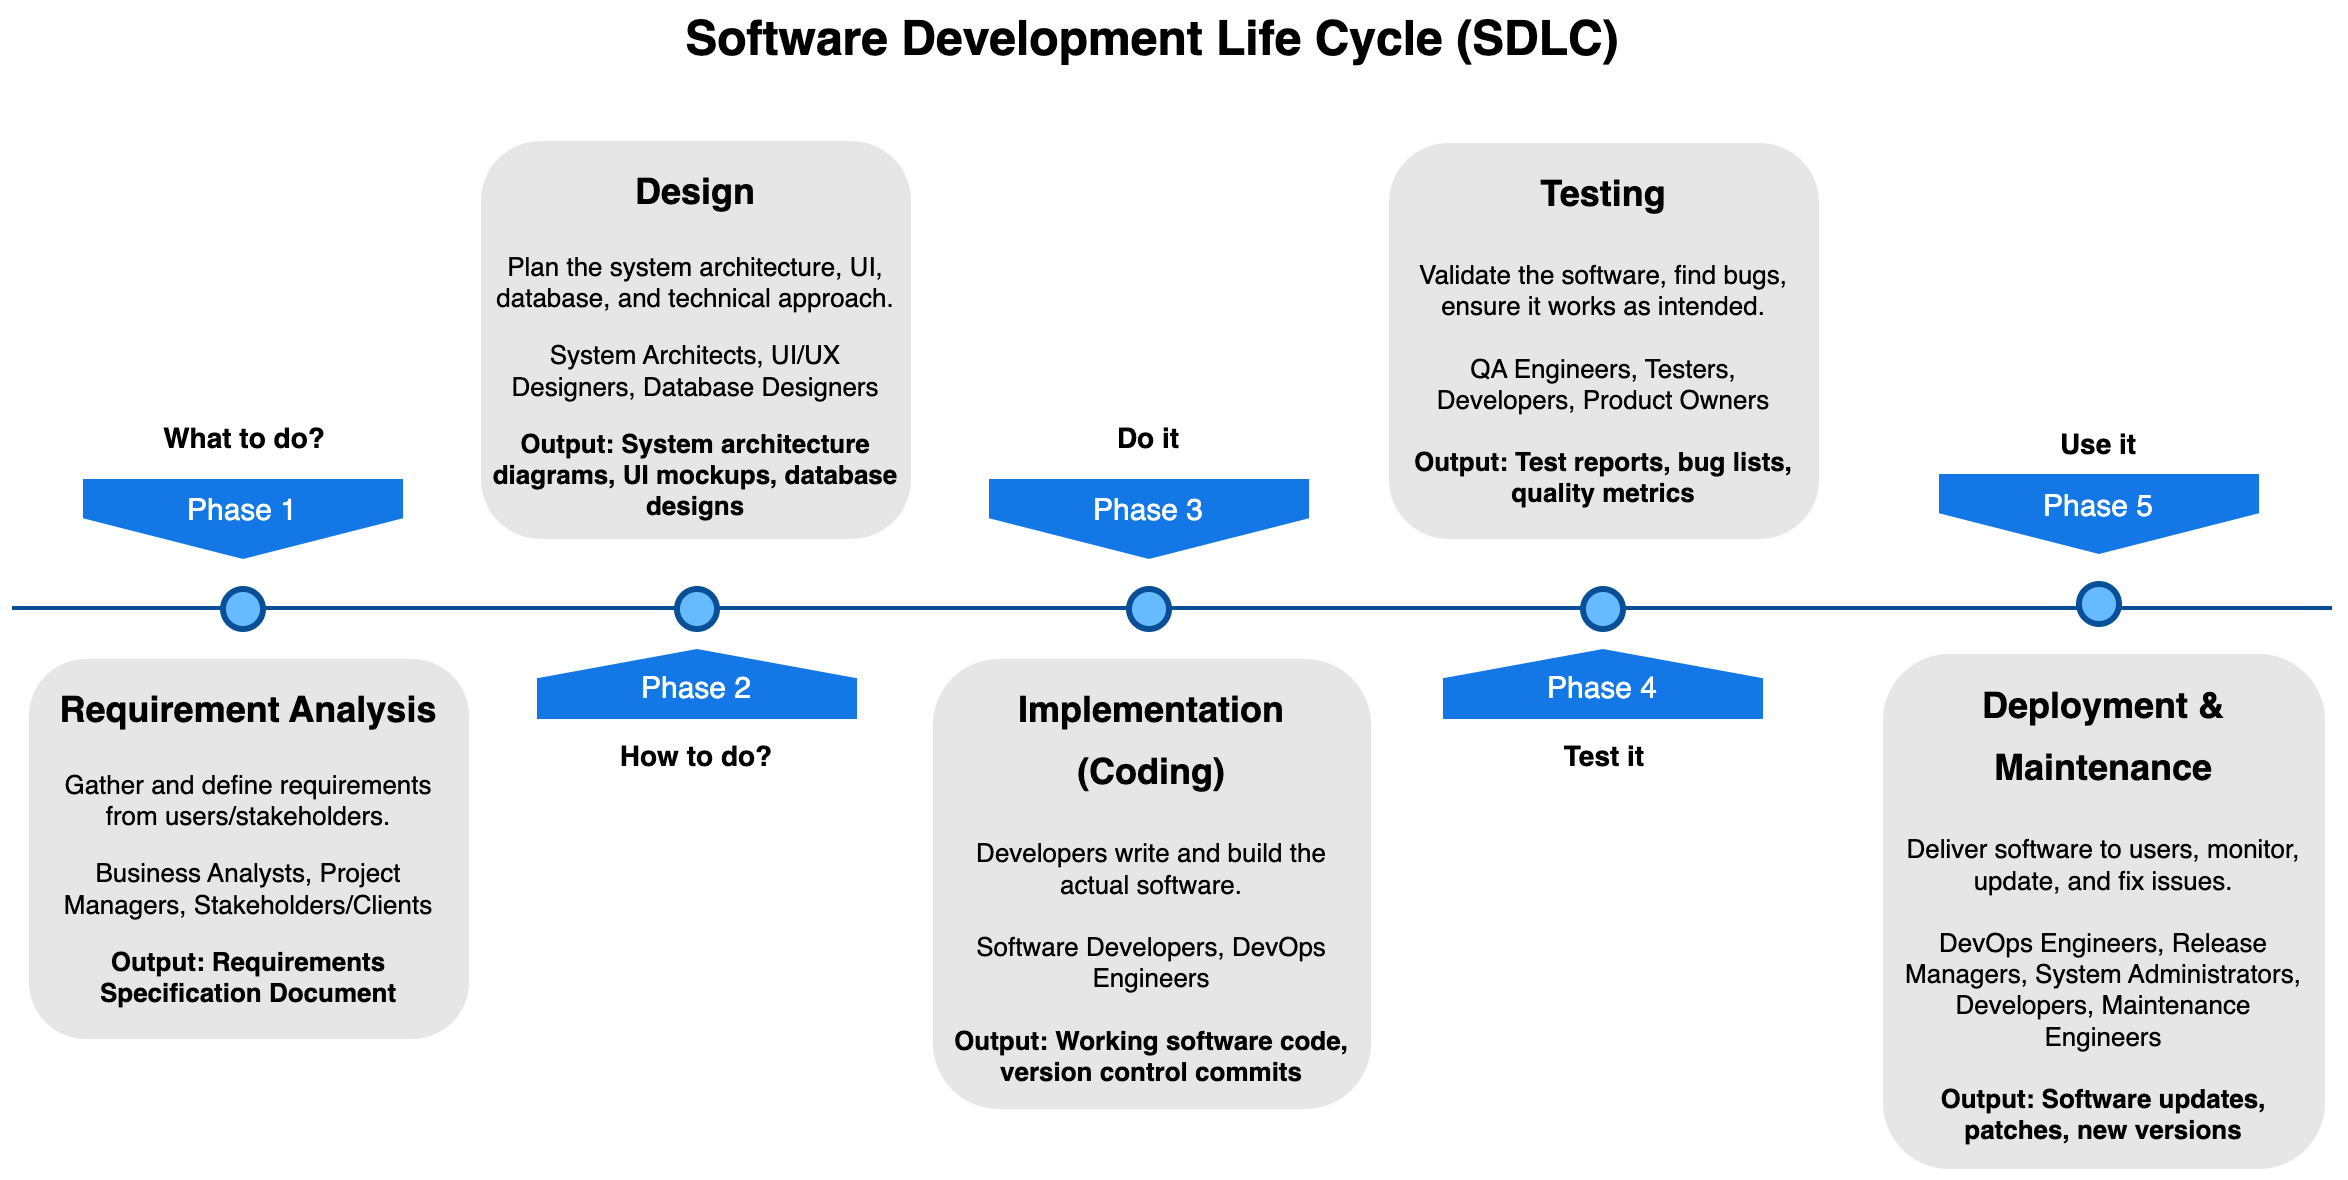 Software Development Life Cycle (SDLC)
What to do?
Phase 1
Requirement Analysis
Gather and define requirements
from users/stakeholders.
Business Analysts, Project
Managers, Stakeholders/Clients
Output: Requirements
Specification Document
Design
Plan the system architecture, UI,
database, and technical approach.
System Architects, UI/UX
Designers, Database Designers
Output: System architecture
diagrams, UI mockups, database
designs
Phase 2
How to do?
Do it
Phase 3
Implementation
(Coding)
Developers write and build the
actual software.
Software Developers, DevOps
Engineers
Output: Working software code,
version control commits
Testing
Validate the software, find bugs,
ensure it works as intended.
QA Engineers, Testers,
Developers, Product Owners
Output: Test reports, bug lists,
quality metrics
Phase 4
Test it
Use it
Phase 5
Deployment &
Maintenance
Deliver software to users, monitor,
update, and fix issues.
DevOps Engineers, Release
Managers, System Administrators,
Developers, Maintenance
Engineers
Output: Software updates,
patches, new versions